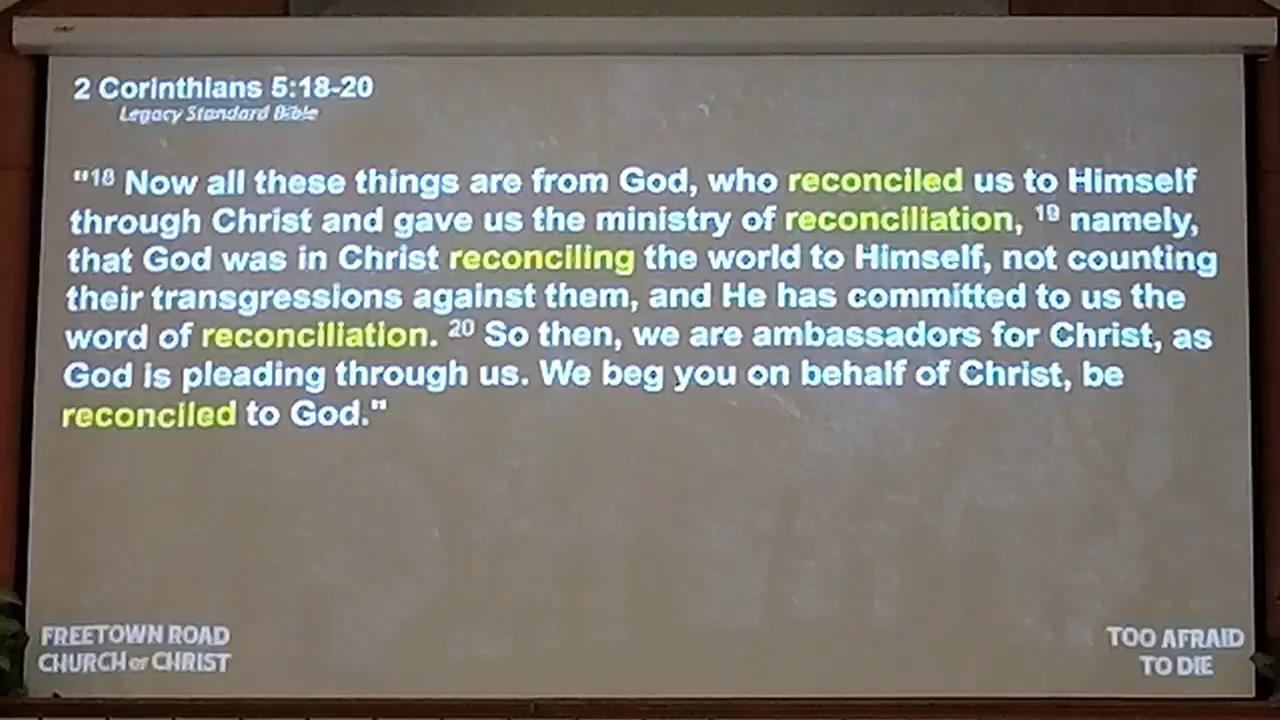 2 Corinthians 5:18-20
Legacy Standard Bible
"18 Now all these things are from God, who reconciled us to Himself
through Christ and gave us the ministry of reconciliation, 19 namely,
that God was in Christ reconciling the world to Himself, not counting
their transgressions against them, and He has committed to us the
word of reconciliation. 20 So then, we are ambassadors for Christ, as
God is pleading through us. We beg you on behalf of Christ, be
reconciled to God."
FREETOWN ROAD
CHURCH of CHRIST
TOO AFRAID
TO DIE